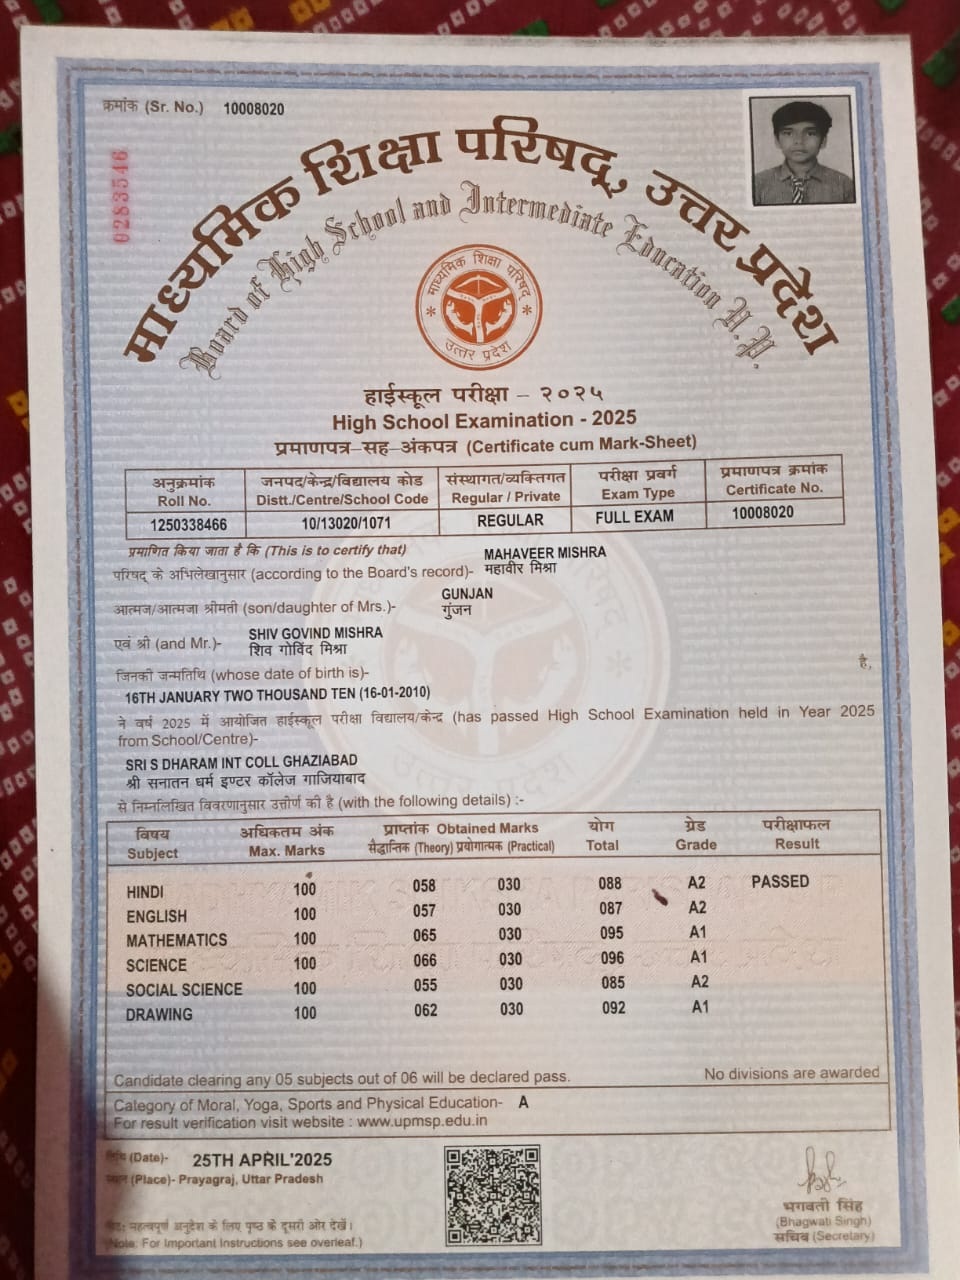 क्रमांक (Sr. No.) 10008020
0283546
माध्यमिक शिक्षा परिषद्, उत्तर प्रदेश
Board of High School and Intermediate Education U.P.
माध्यमिक शिक्षा परिषद्
उत्तर प्रदेश
हाईस्कूल परीक्षा – २०२५
High School Examination - 2025
प्रमाणपत्र–सह–अंकपत्र (Certificate cum Mark-Sheet)
अनुक्रमांक जनपद/केन्द्र/विद्यालय कोड संस्थागत/व्यक्तिगत परीक्षा प्रवर्ग प्रमाणपत्र क्रमांक
Roll No. Distt./Centre/School Code Regular / Private Exam Type Certificate No.
1250338466 10/13020/1071 REGULAR FULL EXAM 10008020
प्रमाणित किया जाता है कि (This is to certify that) MAHAVEER MISHRA
परिषद् के अभिलेखानुसार (according to the Board's record)- महावीर मिश्रा
GUNJAN
आत्मज/आत्मजा श्रीमती (son/daughter of Mrs.)- गुंजन
SHIV GOVIND MISHRA
एवं श्री (and Mr.)- शिव गोविंद मिश्रा
है,
जिनकी जन्मतिथि (whose date of birth is)-
16TH JANUARY TWO THOUSAND TEN (16-01-2010)
ने वर्ष 2025 में आयोजित हाईस्कूल परीक्षा विद्यालय/केन्द्र (has passed High School Examination held in Year 2025
from School/Centre)-
SRI S DHARAM INT COLL GHAZIABAD
श्री सनातन धर्म इण्टर कॉलेज गाजियाबाद
से निम्नलिखित विवरणानुसार उत्तीर्ण की है (with the following details) :-
विषय अधिकतम अंक प्राप्तांक Obtained Marks योग ग्रेड परीक्षाफल
Subject Max. Marks सैद्धान्तिक (Theory) प्रयोगात्मक (Practical) Total Grade Result
HINDI 100 058 030 088 A2 PASSED
ENGLISH 100 057 030 087 A2
MATHEMATICS 100 065 030 095 A1
SCIENCE 100 066 030 096 A1
SOCIAL SCIENCE 100 055 030 085 A2
DRAWING 100 062 030 092 A1
Candidate clearing any 05 subjects out of 06 will be declared pass. No divisions are awarded
Category of Moral, Yoga, Sports and Physical Education- A
For result verification visit website : www.upmsp.edu.in
तिथि (Date)- 25TH APRIL'2025
स्थान (Place)- Prayagraj, Uttar Pradesh
भगवती सिंह
(Bhagwati Singh)
सचिव (Secretary)
नोट: महत्वपूर्ण अनुदेश के लिए पृष्ठ के दूसरी ओर देखें।
(Note: For Important Instructions see overleaf.)